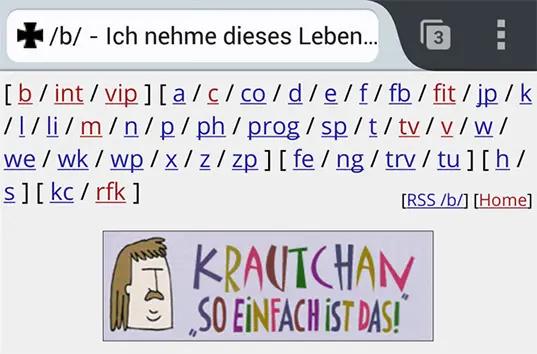 /b/ - Ich nehme dieses Leben...
3
[ b / int / vip ] [ a / c / co / d / e / f / fb / fit / jp / k
/ l / li / m / n / p / ph / prog / sp / t / tv / v / w /
we / wk / wp / x / z / zp ] [ fe / ng / trv / tu ] [ h /
s ] [ kc / rfk ]
[RSS /b/] [Home]
KRAUTCHAN
„SO EiNFACH iST DAS!“